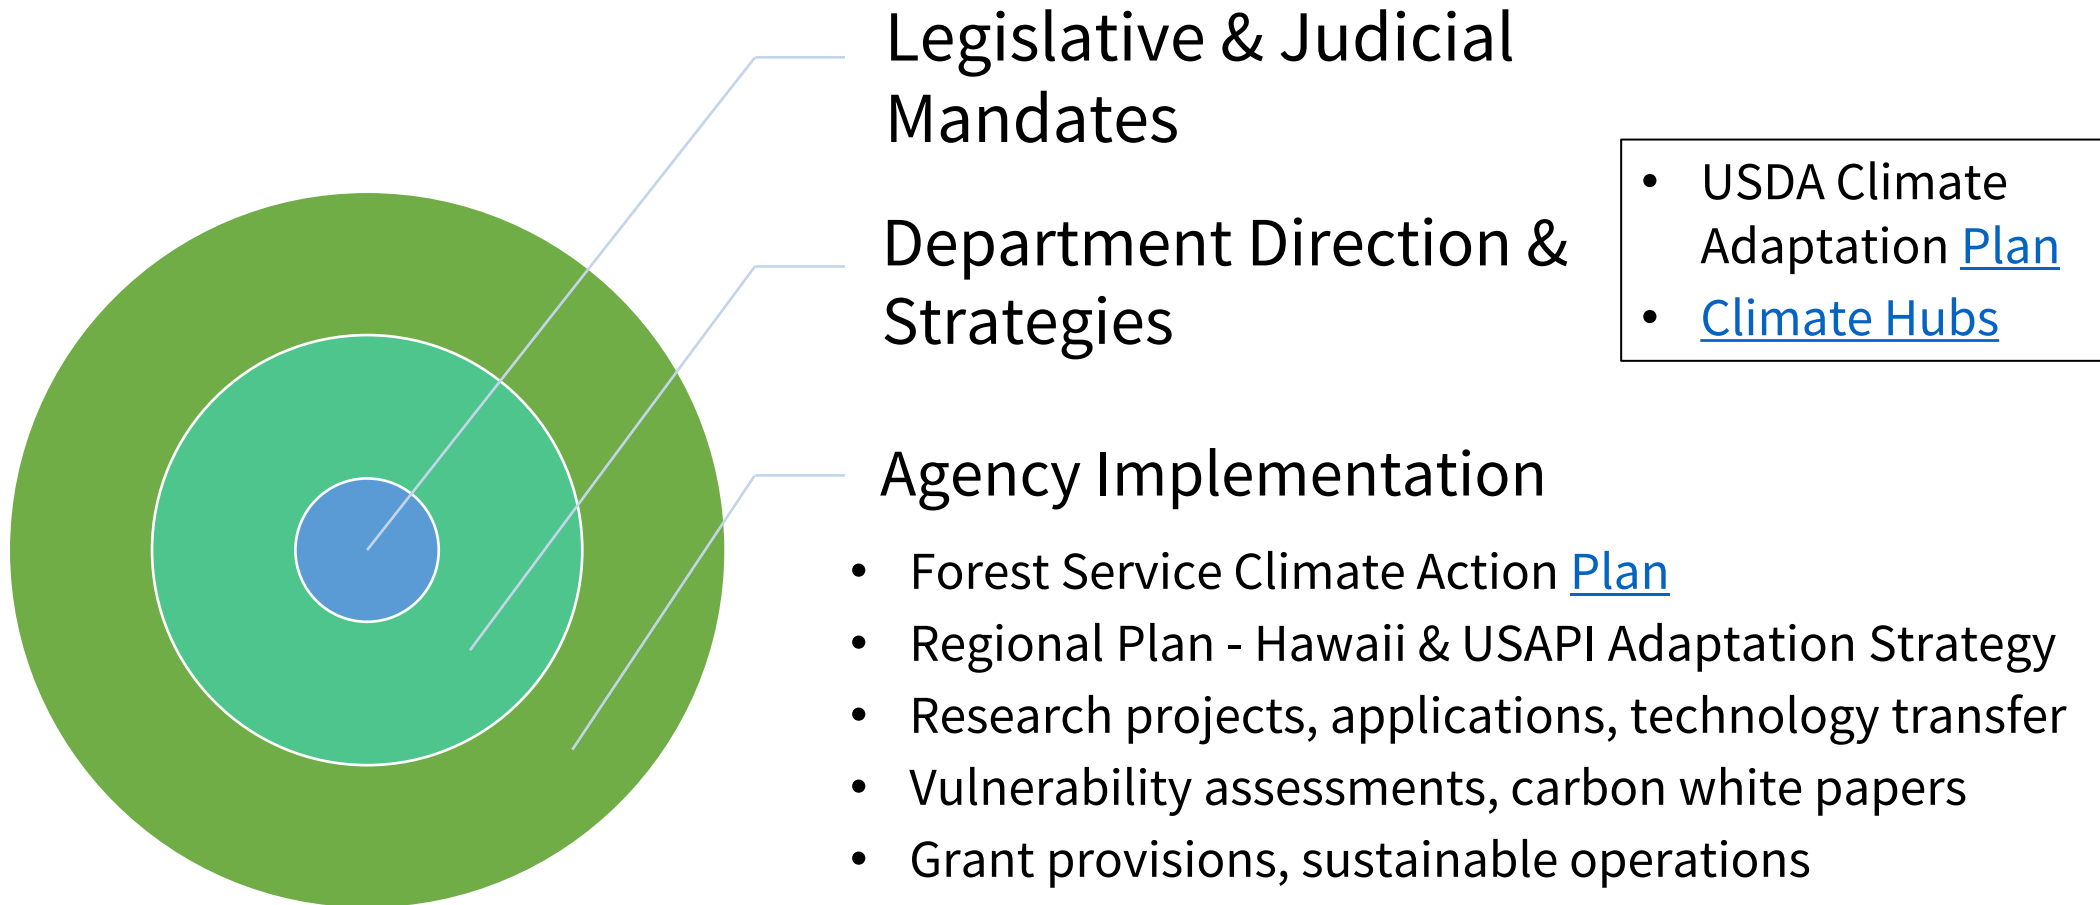 Legislative & Judicial
Mandates
Department Direction &
Strategies
• USDA Climate
Adaptation Plan
• Climate Hubs
Agency Implementation
• Forest Service Climate Action Plan
• Regional Plan - Hawaii & USAPI Adaptation Strategy
• Research projects, applications, technology transfer
• Vulnerability assessments, carbon white papers
• Grant provisions, sustainable operations